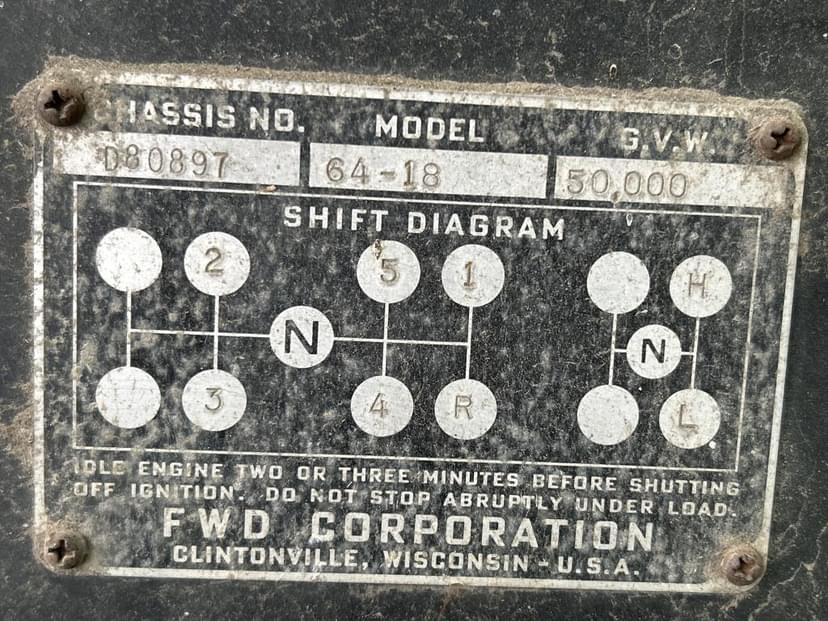 CHASSIS NO. MODEL G.V.W.
D80897 64-18 50,000
SHIFT DIAGRAM
2 5 1 H
N N
3 4 R L
IDLE ENGINE TWO OR THREE MINUTES BEFORE SHUTTING
OFF IGNITION. DO NOT STOP ABRUPTLY UNDER LOAD.
FWD CORPORATION
CLINTONVILLE, WISCONSIN - U.S.A.